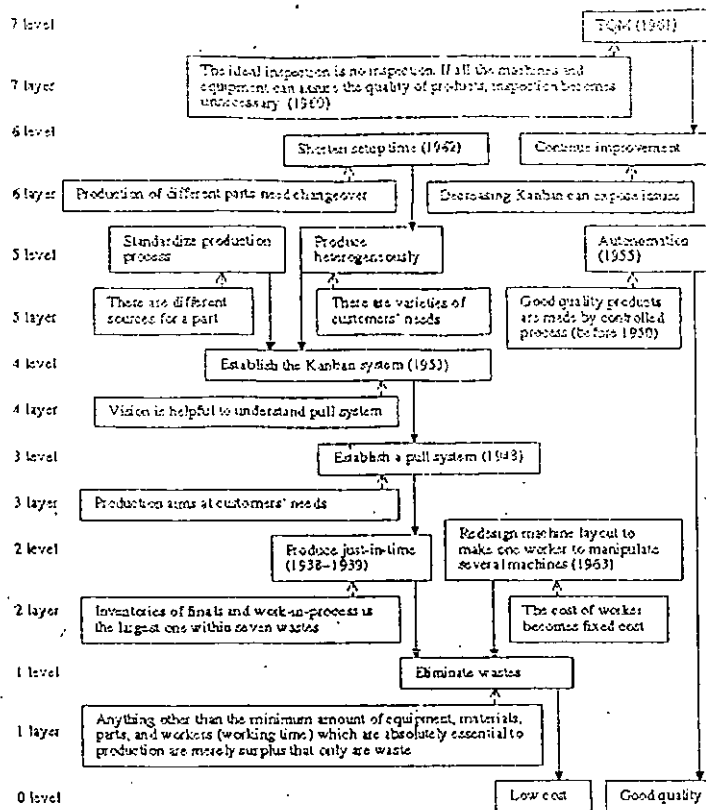 7 level
TQM (1961)
The ideal inspection is no inspection. If all the machines and
7 layer
equipment can assure the quality of products, inspection becomes
unnecessary (1960)
6 level
Shorten setup time (1962)
Continue improvement
6 layer
Production of different parts need changeover
Decreasing Kanban can expose issues
Standardize production
process
Produce
heterogeneously
Autonomation
(1955)
5 level
There are different
sources for a part
There are varieties of
customers' needs
Good quality products
are made by controlled
process (before 1950)
5 layer
4 level
Establish the Kanban system (1953)
4 layer
Vision is helpful to understand pull system
3 level
Establish a pull system (1948)
3 layer
Production aims at customers' needs
2 level
Produce just-in-time
(1938–1939)
Redesign machine layout to
make one worker to manipulate
several machines (1963)
2 layer
Inventories of finals and work-in-process is
the largest one within seven wastes
The cost of worker
becomes fixed cost
1 level
Eliminate wastes
Anything other than the minimum amount of equipment, materials,
1 layer
parts, and workers (working time) which are absolutely essential to
production are merely surplus that only are waste
0 level
Low cost
Good quality